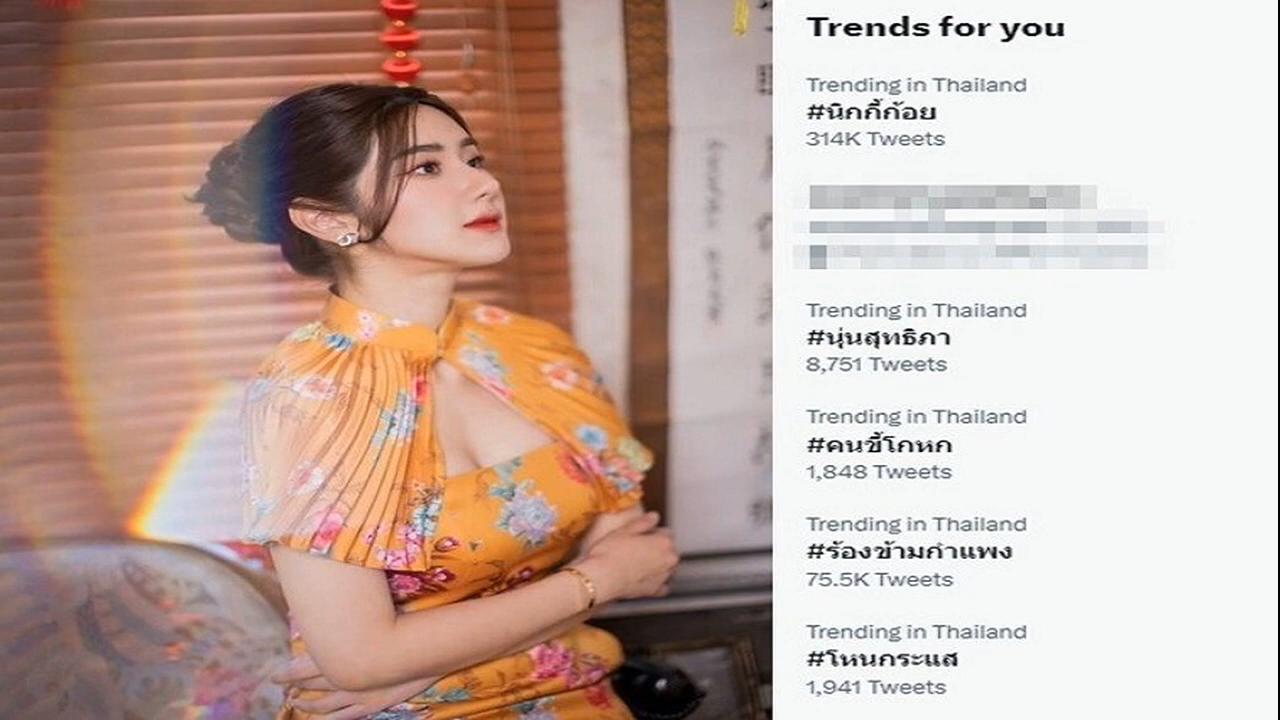 Trends for you
Trending in Thailand
#นิกกี้ก้อย
314K Tweets
Trending in Thailand
#นุ่นสุทธิภา
8,751 Tweets
Trending in Thailand
#คนขี้โกหก
1,848 Tweets
Trending in Thailand
#ร้องข้ามกำแพง
75.5K Tweets
Trending in Thailand
#โหนกระแส
1,941 Tweets